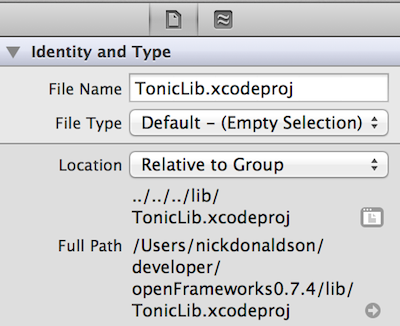 Identity and Type
File Name TonicLib.xcodeproj
File Type Default - (Empty Selection)
Location Relative to Group
../../../lib/
TonicLib.xcodeproj
Full Path /Users/nickdonaldson/
developer/
openFrameworks0.7.4/lib/
TonicLib.xcodeproj